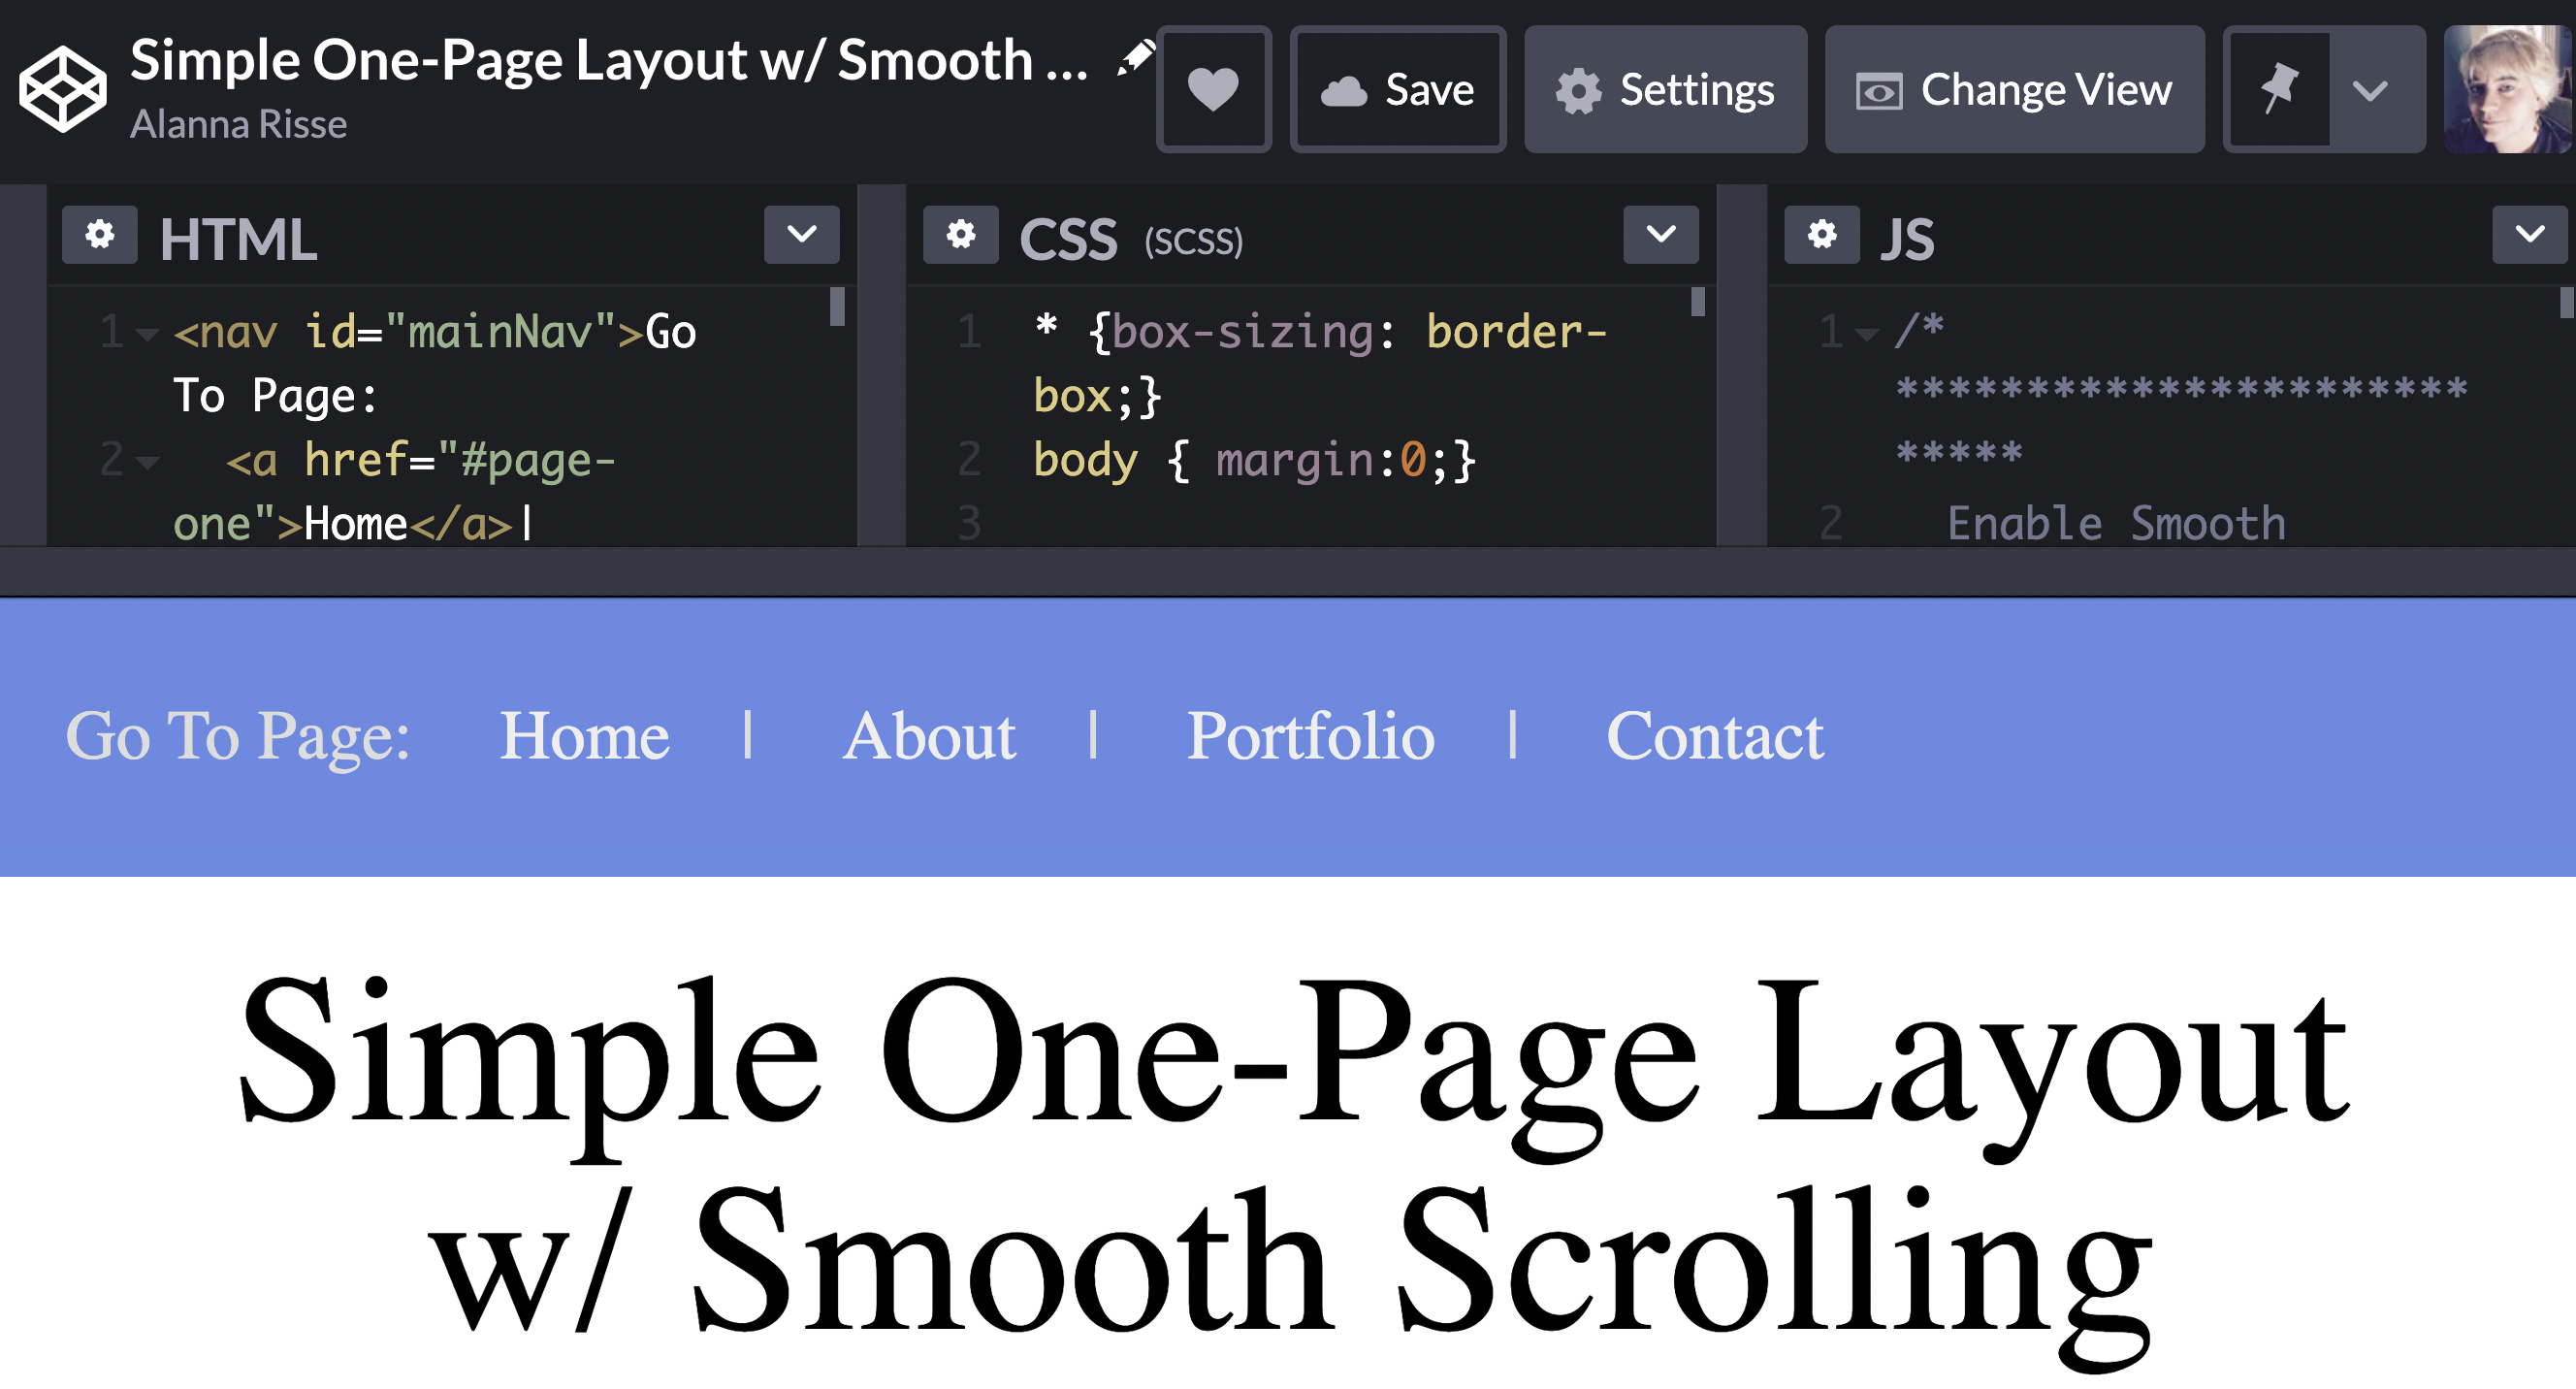 Simple One-Page Layout w/ Smooth ...
Alanna Risse
Save
Settings
Change View
HTML
1 <nav id="mainNav">Go
To Page:
2 <a href="#page-
one">Home</a>|
CSS (SCSS)
1 * {box-sizing: border-
box;}
2 body { margin:0;}
3
JS
1 /*
**********************
*****
2 Enable Smooth
Go To Page: Home | About | Portfolio | Contact
Simple One-Page Layout
w/ Smooth Scrolling